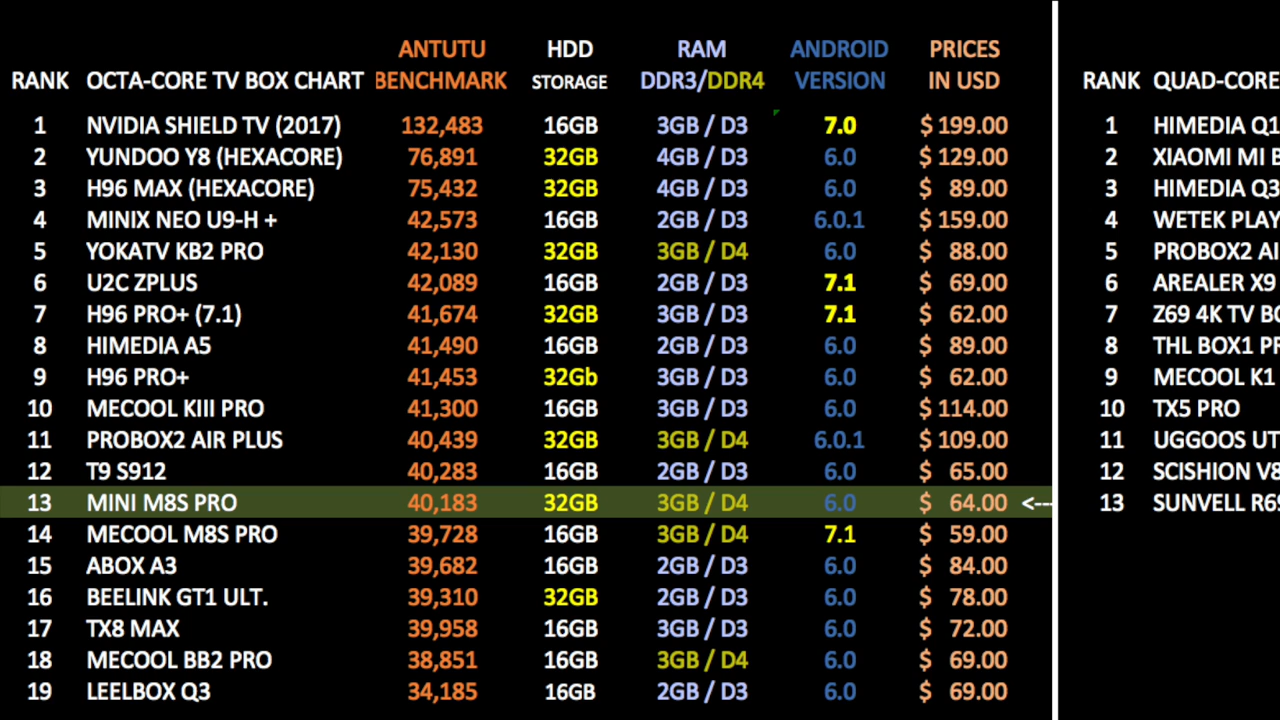 ANTUTU HDD RAM ANDROID PRICES
RANK OCTA-CORE TV BOX CHART BENCHMARK STORAGE DDR3/DDR4 VERSION IN USD
1 NVIDIA SHIELD TV (2017) 132,483 16GB 3GB / D3 7.0 $ 199.00
2 YUNDOO Y8 (HEXACORE) 76,891 32GB 4GB / D3 6.0 $ 129.00
3 H96 MAX (HEXACORE) 75,432 32GB 4GB / D3 6.0 $ 89.00
4 MINIX NEO U9-H + 42,573 16GB 2GB / D3 6.0.1 $ 159.00
5 YOKATV KB2 PRO 42,130 32GB 3GB / D4 6.0 $ 88.00
6 U2C ZPLUS 42,089 16GB 2GB / D3 7.1 $ 69.00
7 H96 PRO+ (7.1) 41,674 32GB 3GB / D3 7.1 $ 62.00
8 HIMEDIA A5 41,490 16GB 2GB / D3 6.0 $ 89.00
9 H96 PRO+ 41,453 32Gb 3GB / D3 6.0 $ 62.00
10 MECOOL KIII PRO 41,300 16GB 3GB / D3 6.0 $ 114.00
11 PROBOX2 AIR PLUS 40,439 32GB 3GB / D4 6.0.1 $ 109.00
12 T9 S912 40,283 16GB 2GB / D3 6.0 $ 65.00
13 MINI M8S PRO 40,183 32GB 3GB / D4 6.0 $ 64.00 <---
14 MECOOL M8S PRO 39,728 16GB 3GB / D4 7.1 $ 59.00
15 ABOX A3 39,682 16GB 2GB / D3 6.0 $ 84.00
16 BEELINK GT1 ULT. 39,310 32GB 2GB / D3 6.0 $ 78.00
17 TX8 MAX 39,958 16GB 3GB / D3 6.0 $ 72.00
18 MECOOL BB2 PRO 38,851 16GB 3GB / D4 6.0 $ 69.00
19 LEELBOX Q3 34,185 16GB 2GB / D3 6.0 $ 69.00
RANK QUAD-CORE
1 HIMEDIA Q1
2 XIAOMI MI B
3 HIMEDIA Q3
4 WETEK PLAY
5 PROBOX2 AI
6 AREALER X9
7 Z69 4K TV BO
8 THL BOX1 PR
9 MECOOL K1
10 TX5 PRO
11 UGGOOS UT
12 SCISHION V8
13 SUNVELL R69